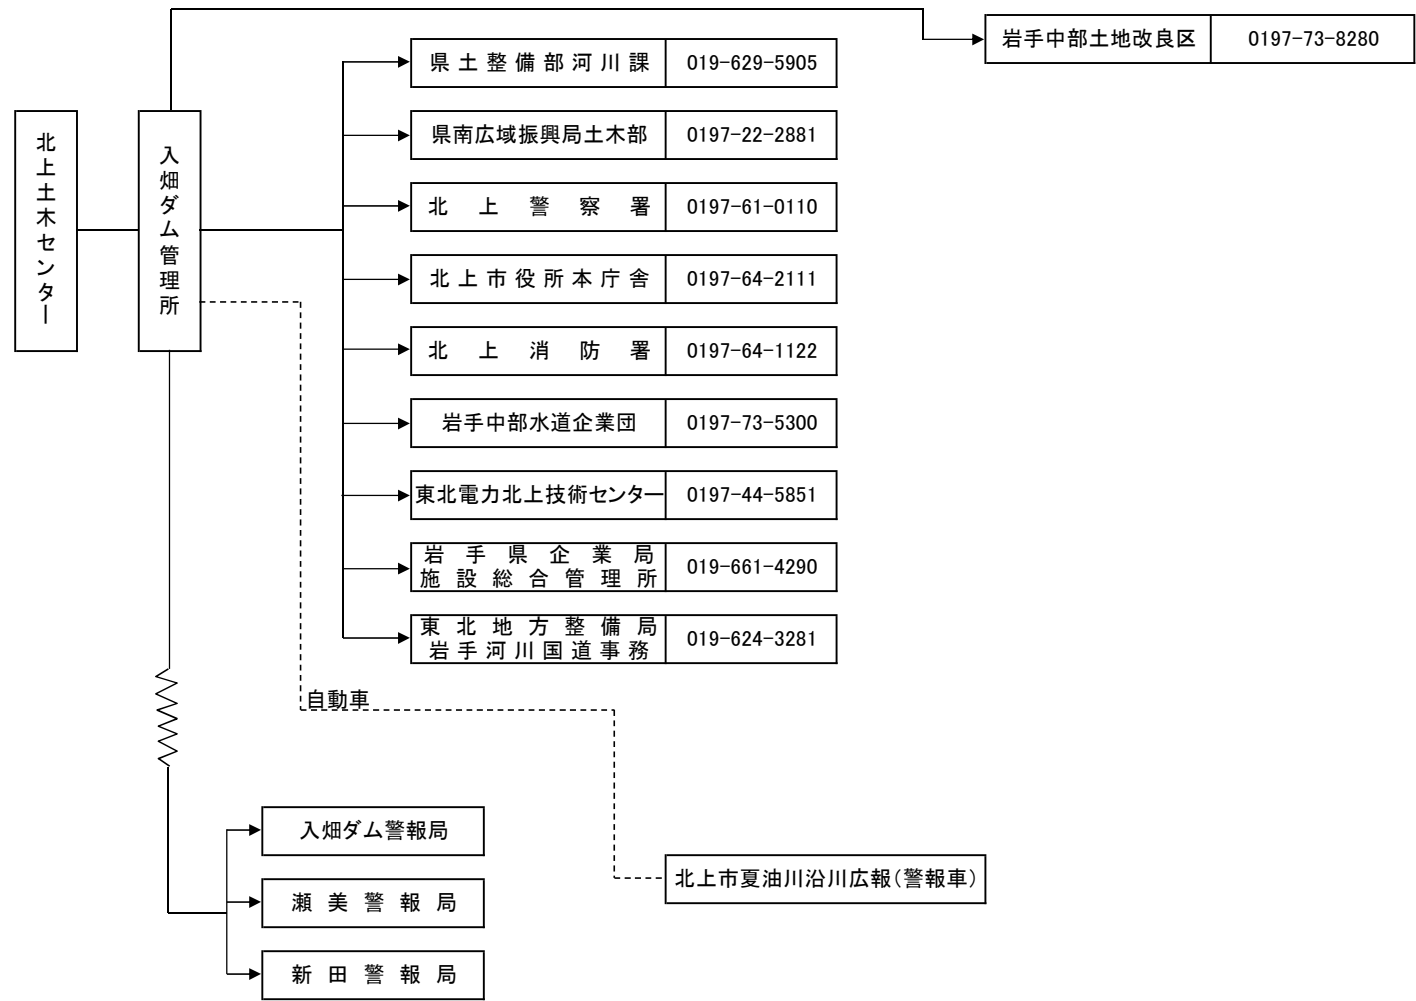 岩手中部土地改良区 0197-73-8280
県土整備部河川課 019-629-5905
北上土木センター
入畑ダム管理所
県南広域振興局土木部 0197-22-2881
北上警察署 0197-61-0110
北上市役所本庁舎 0197-64-2111
北上消防署 0197-64-1122
岩手中部水道企業団 0197-73-5300
東北電力北上技術センター 0197-44-5851
岩手県企業局
施設総合管理所 019-661-4290
東北地方整備局
岩手河川国道事務 019-624-3281
自動車
入畑ダム警報局
北上市夏油川沿川広報(警報車)
瀬美警報局
新田警報局